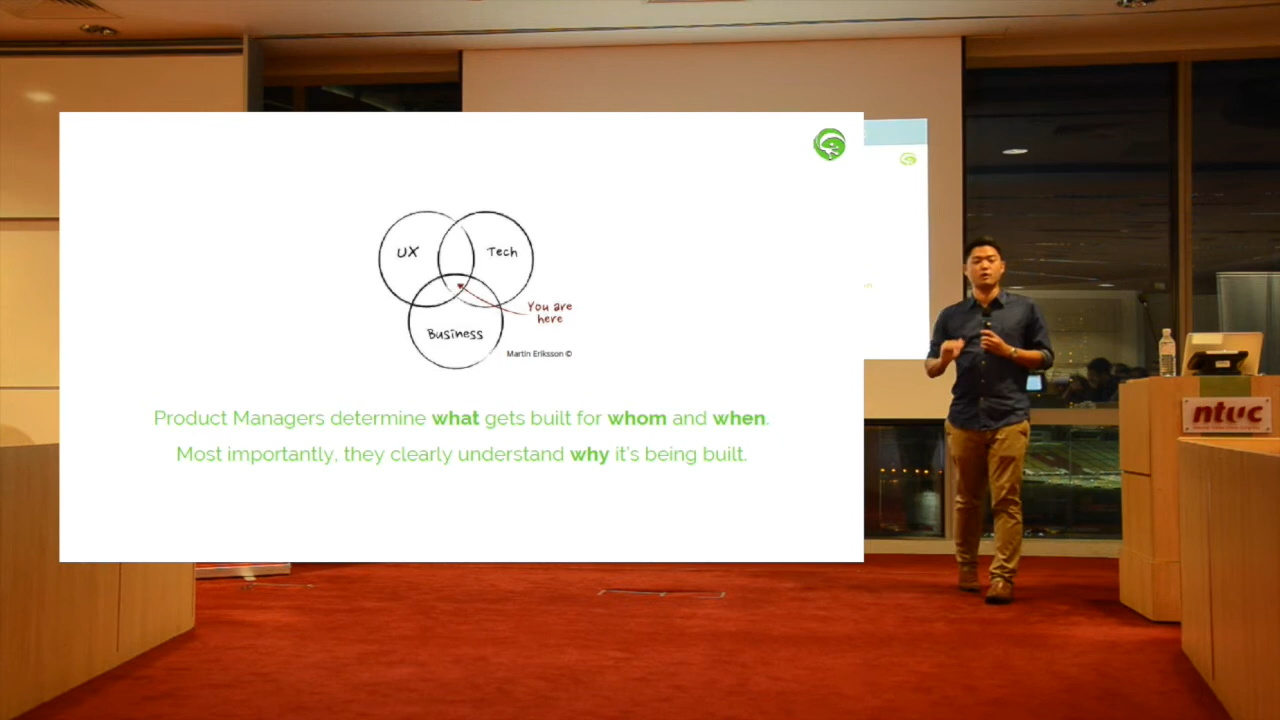 UX
Tech
You are
here
Business
Martin Eriksson ©
Product Managers determine what gets built for whom and when.
Most importantly, they clearly understand why it's being built.
ntuc